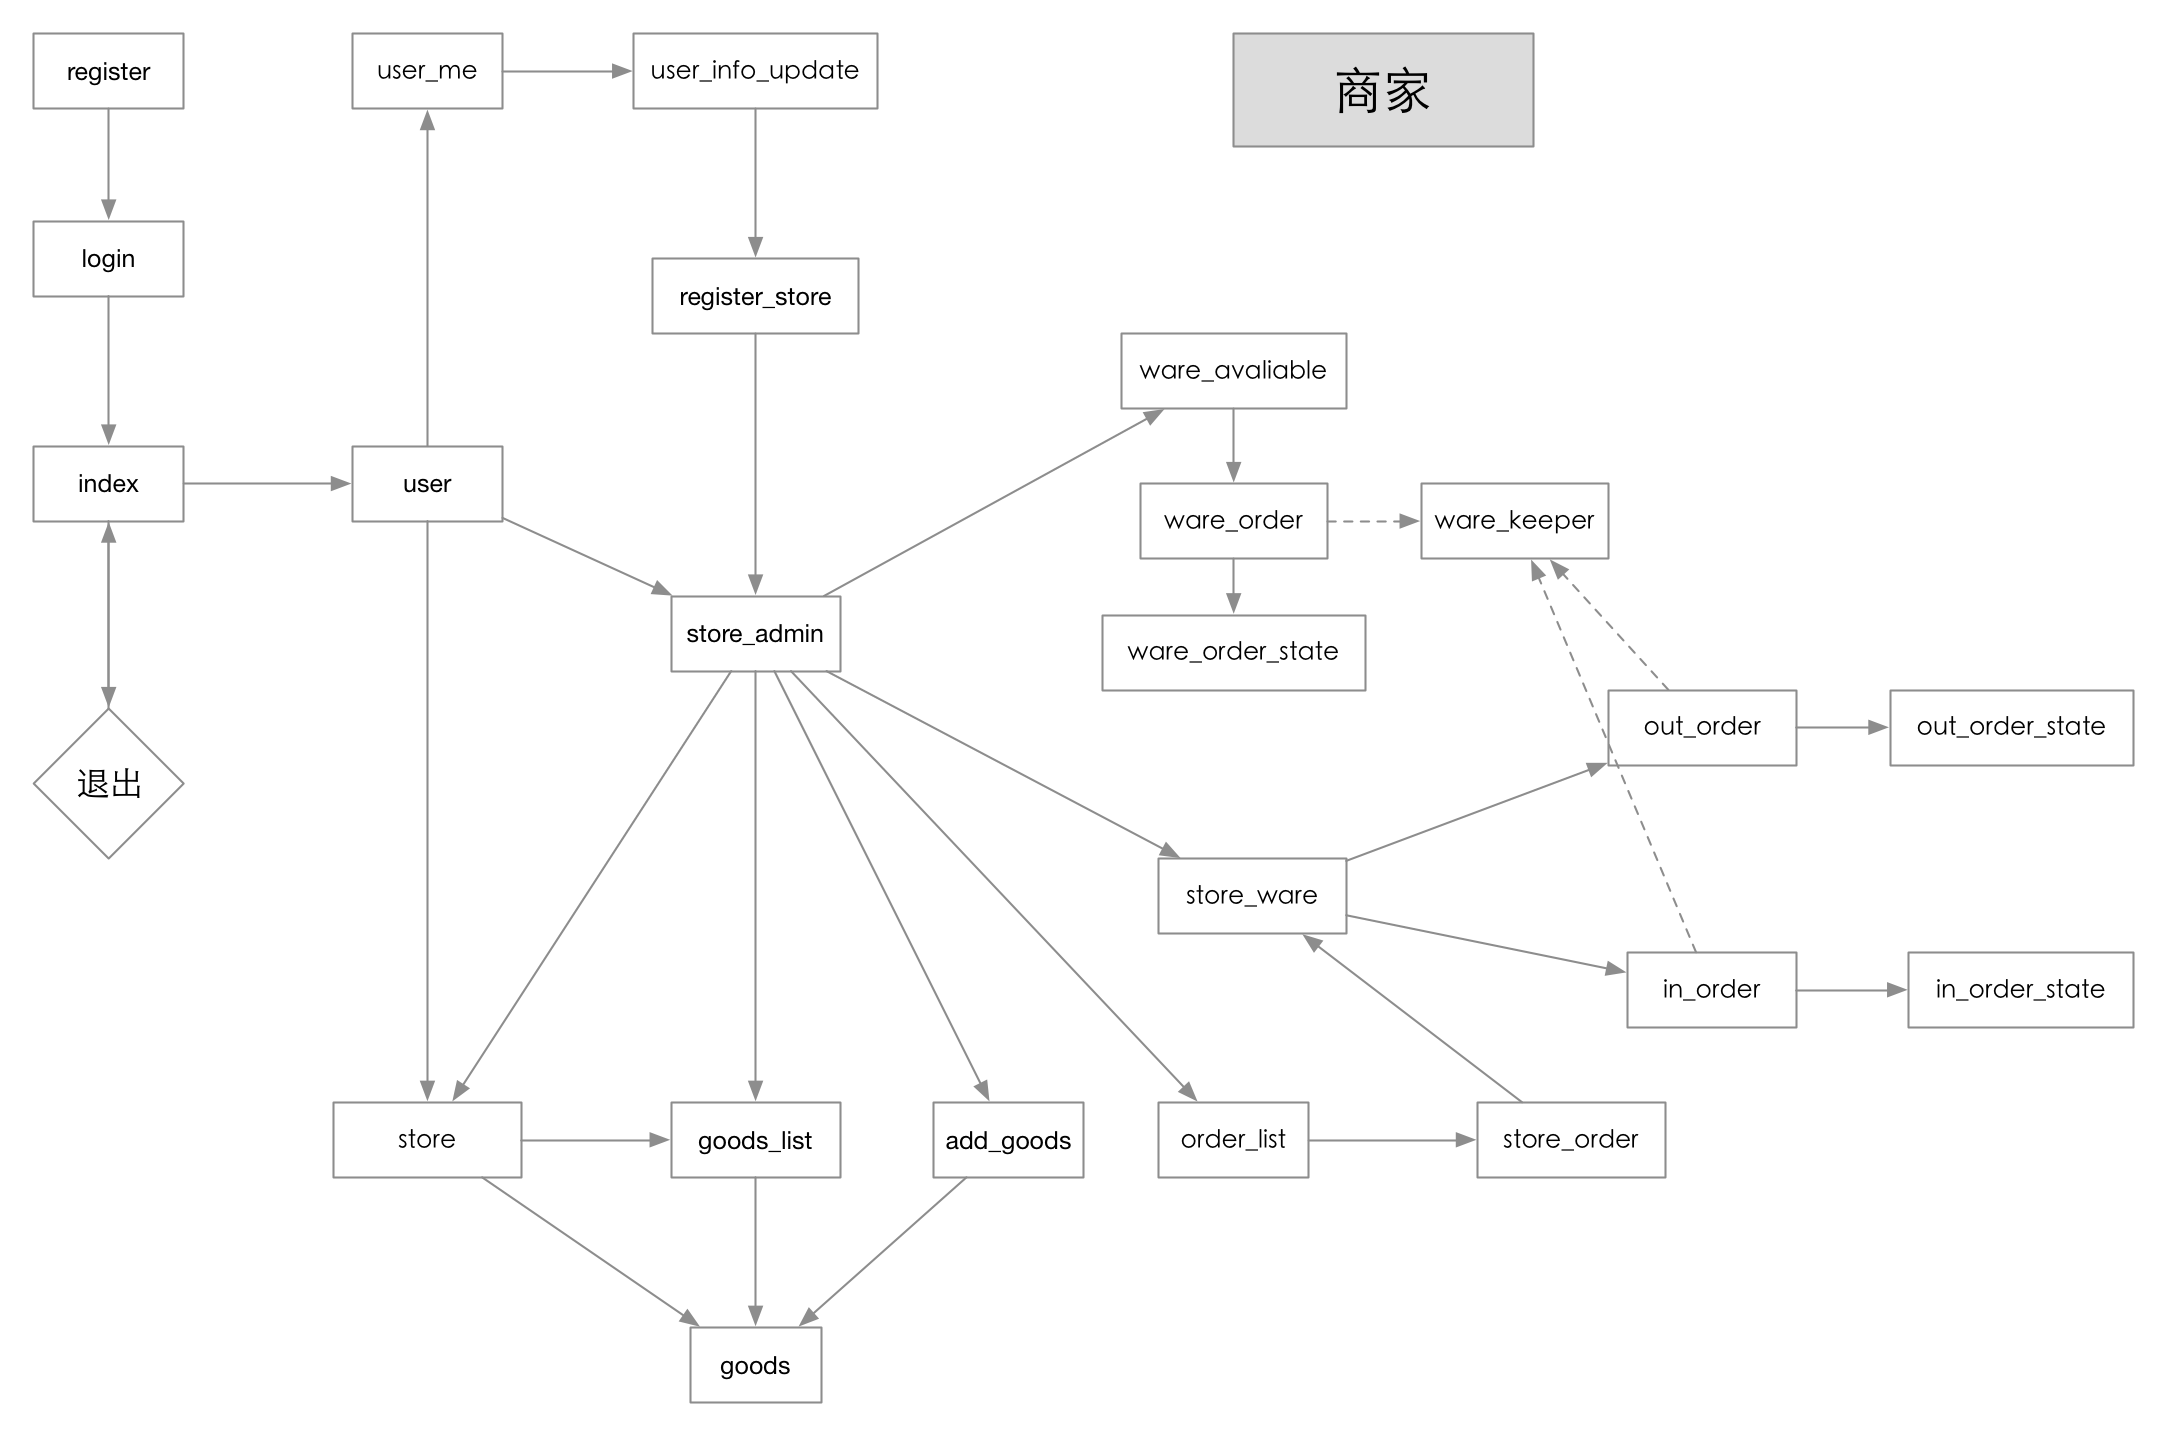 register
user_me
user_info_update
商家
login
register_store
ware_avaliable
index
user
ware_order
ware_keeper
store_admin
ware_order_state
out_order
out_order_state
退出
store_ware
in_order
in_order_state
store
goods_list
add_goods
order_list
store_order
goods